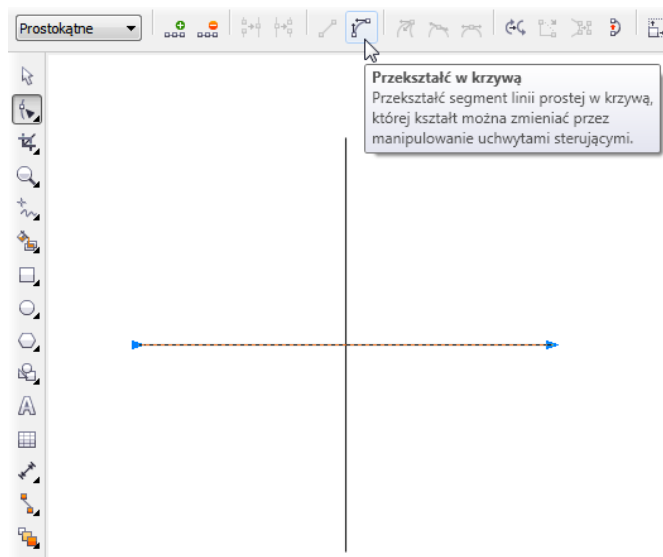 Prostokątne
Przekształć w krzywą
Przekształć segment linii prostej w krzywą,
której kształt można zmieniać przez
manipulowanie uchwytami sterującymi.